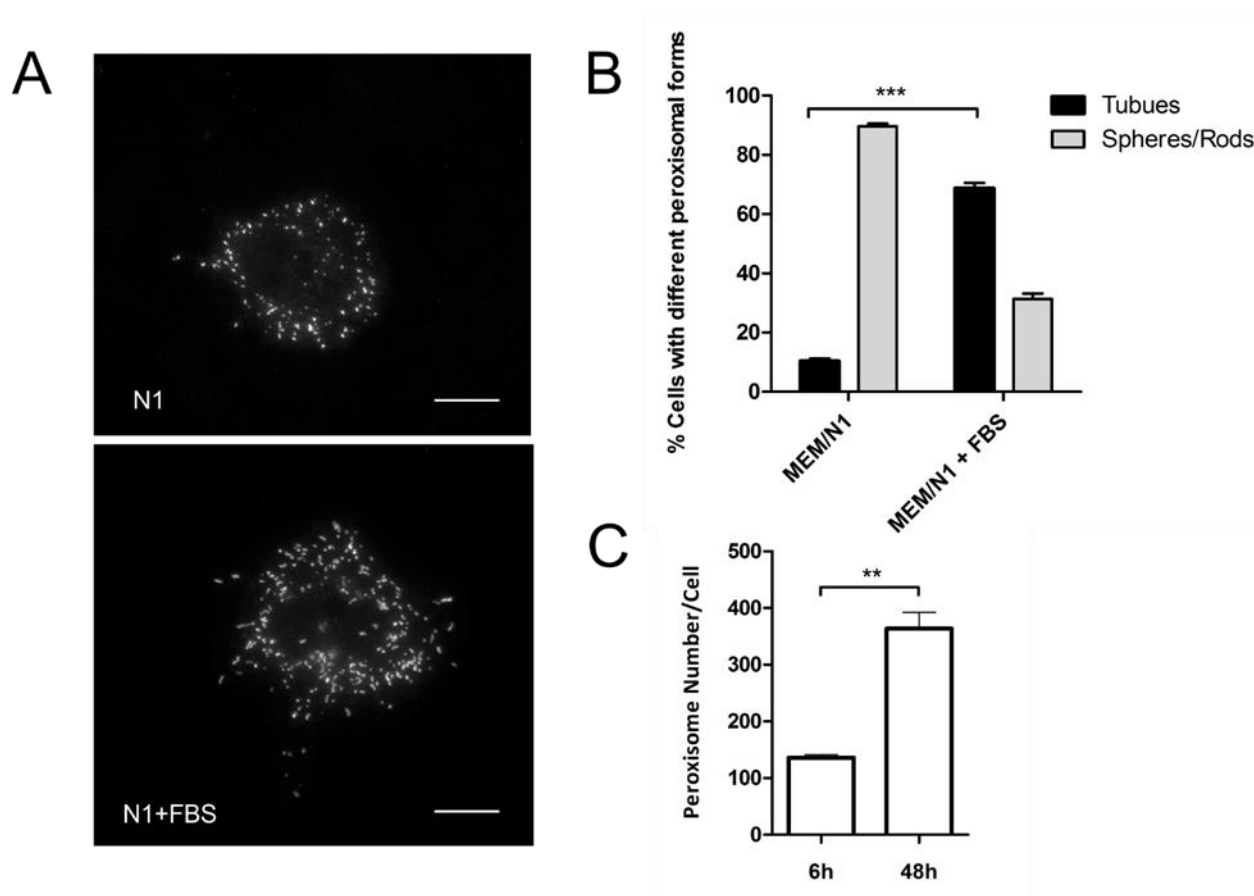 A
N1
N1+FBS
B
% Cells with different peroxisomal forms
100
80
60
40
20
0
***
Tubues
Spheres/Rods
MEM/N1
MEM/N1 + FBS
C
Peroxisome Number/Cell
500
400
300
200
100
0
**
6h
48h